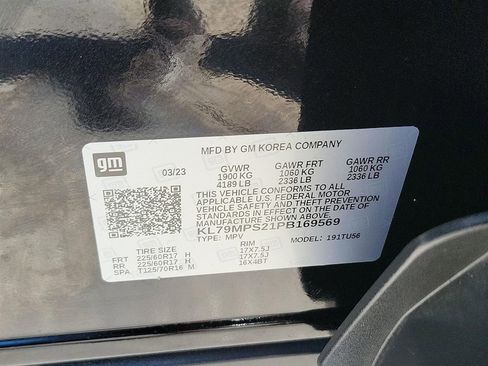 gm
MFD BY GM KOREA COMPANY
03/23 GVWR GAWR FRT GAWR RR
1900 KG 1060 KG 1060 KG
4189 LB 2336 LB 2336 LB
THIS VEHICLE CONFORMS TO ALL
APPLICABLE U.S. FEDERAL MOTOR
VEHICLE SAFETY AND THEFT PREVENTION
STANDARDS IN EFFECT ON THE DATE OF
MANUFACTURE SHOWN ABOVE.
KL79MPS21PB169569
TYPE: MPV MODEL: 191TU56
TIRE SIZE RIM
FRT 225/60R17 H 17X7.5J
RR 225/60R17 H 17X7.5J
SPA T125/70R16 M 16X4BT